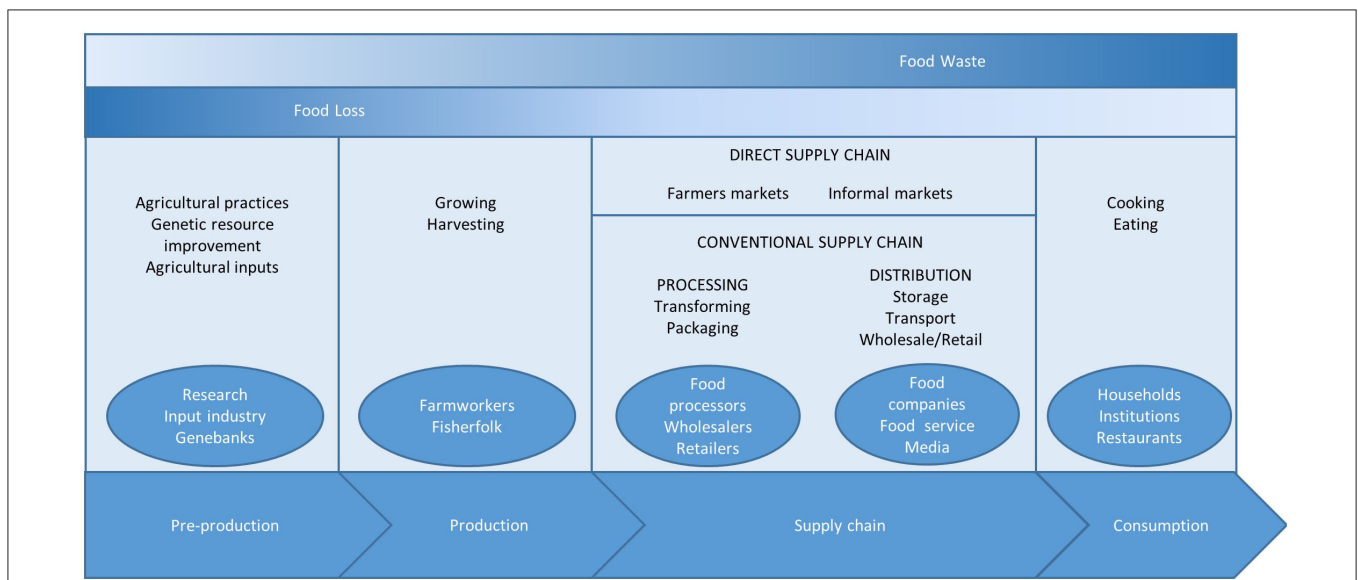 Food Waste
Food Loss
Agricultural practices
Genetic resource
improvement
Agricultural inputs
Research
Input industry
Genebanks
Growing
Harvesting
Farmworkers
Fisherfolk
DIRECT SUPPLY CHAIN
Farmers markets Informal markets
CONVENTIONAL SUPPLY CHAIN
PROCESSING
Transforming
Packaging
Food
processors
Wholesalers
Retailers
DISTRIBUTION
Storage
Transport
Wholesale/Retail
Food
companies
Food service
Media
Cooking
Eating
Households
Institutions
Restaurants
Pre-production
Production
Supply chain
Consumption